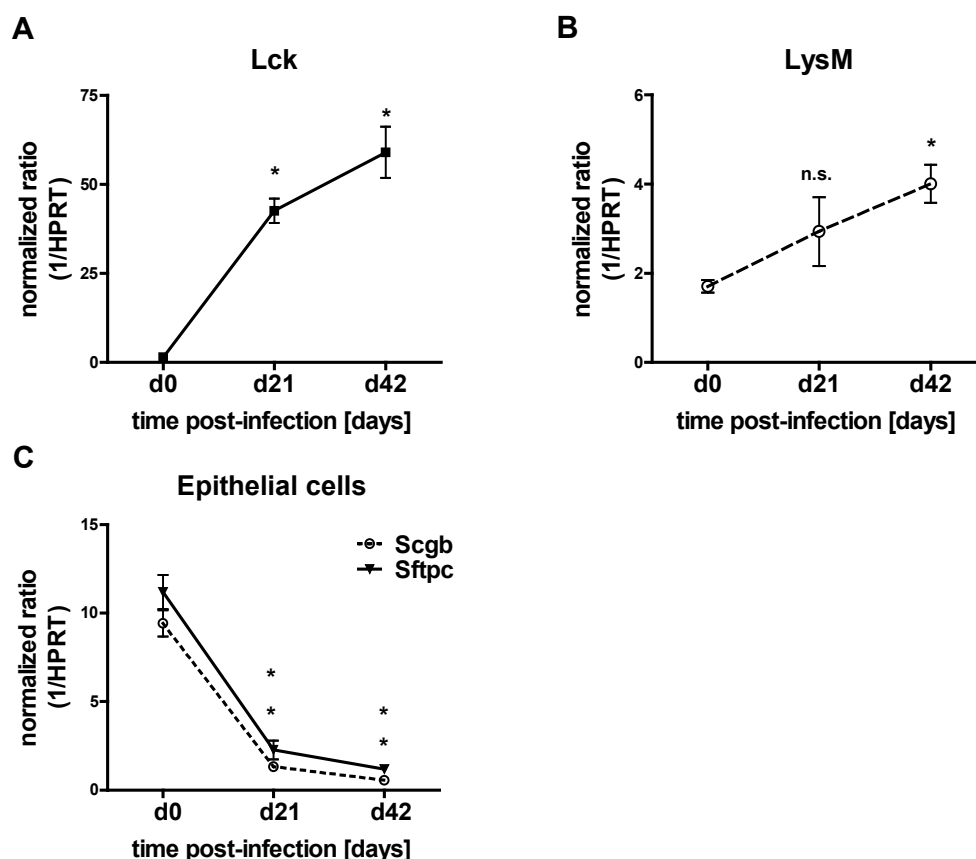 A
Lck
normalized ratio
(1/HPRT)
75
50
25
0
*
*
d0 d21 d42
time post-infection [days]
B
LysM
normalized ratio
(1/HPRT)
6
4
2
0
n.s.
*
d0 d21 d42
time post-infection [days]
C
Epithelial cells
normalized ratio
(1/HPRT)
15
10
5
0
Scgb
Sftpc
*
*
*
*
d0 d21 d42
time post-infection [days]